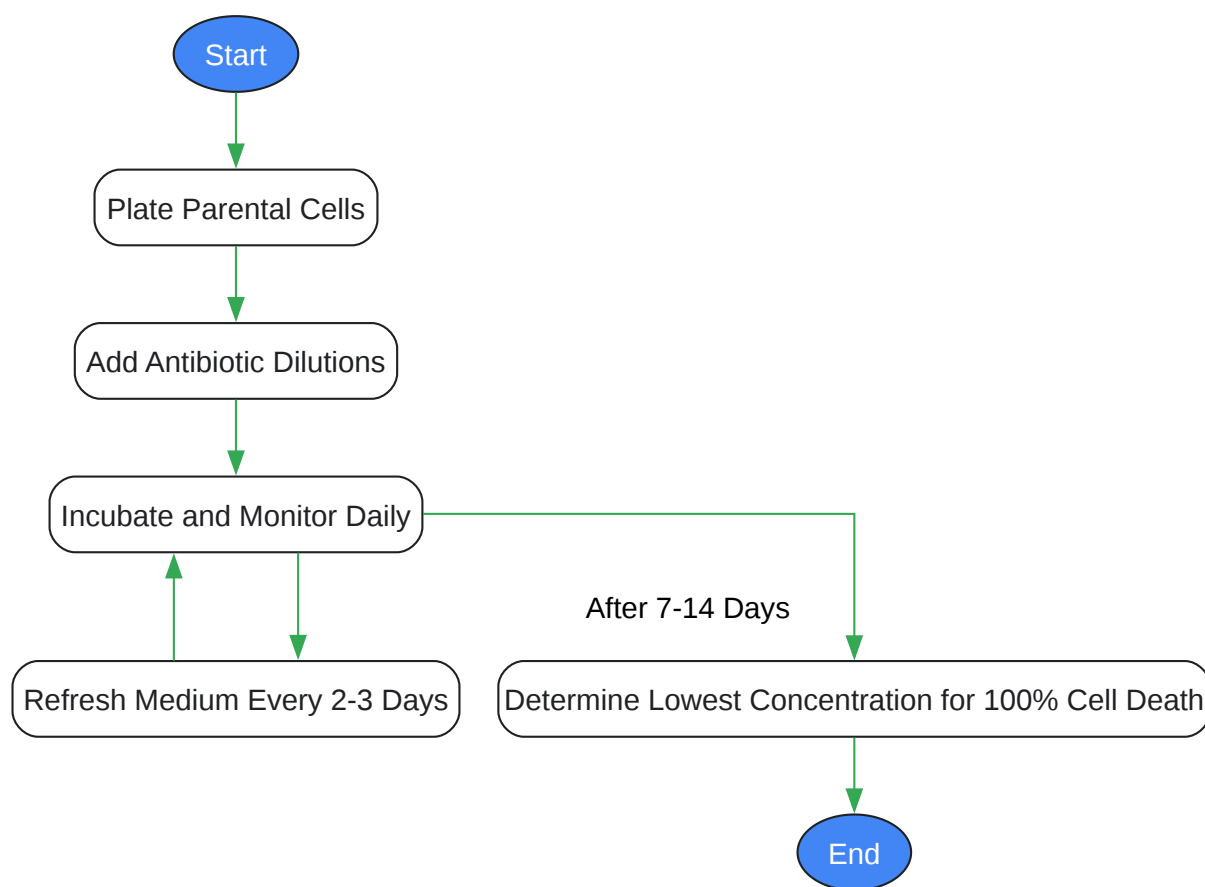 Start
Plate Parental Cells
Add Antibiotic Dilutions
Incubate and Monitor Daily
After 7-14 Days
Refresh Medium Every 2-3 Days
Determine Lowest Concentration for 100% Cell Death
End